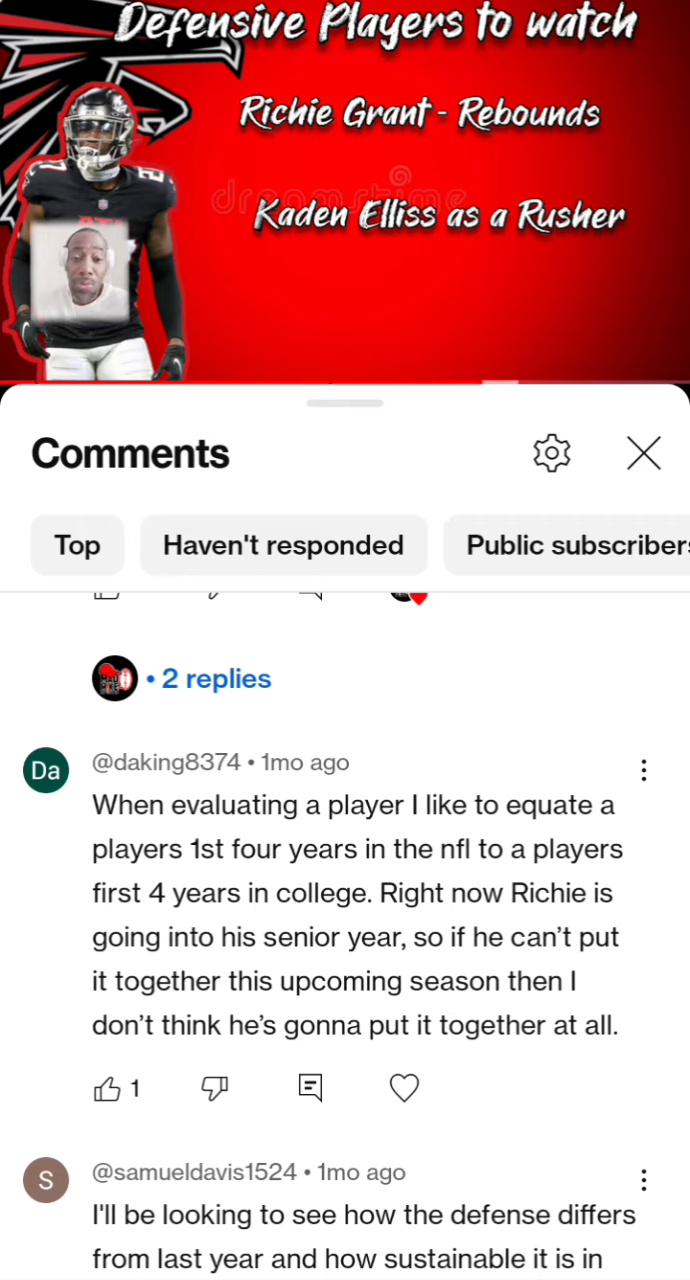 Defensive Players to watch
Richie Grant - Rebounds
dreamstime
Kaden Elliss as a Rusher
Comments
Top
Haven't responded
Public subscribers
• 2 replies
Da
@daking8374 • 1mo ago
When evaluating a player I like to equate a
players 1st four years in the nfl to a players
first 4 years in college. Right now Richie is
going into his senior year, so if he can’t put
it together this upcoming season then I
don’t think he’s gonna put it together at all.
1
S
@samueldavis1524 • 1mo ago
I'll be looking to see how the defense differs
from last year and how sustainable it is in